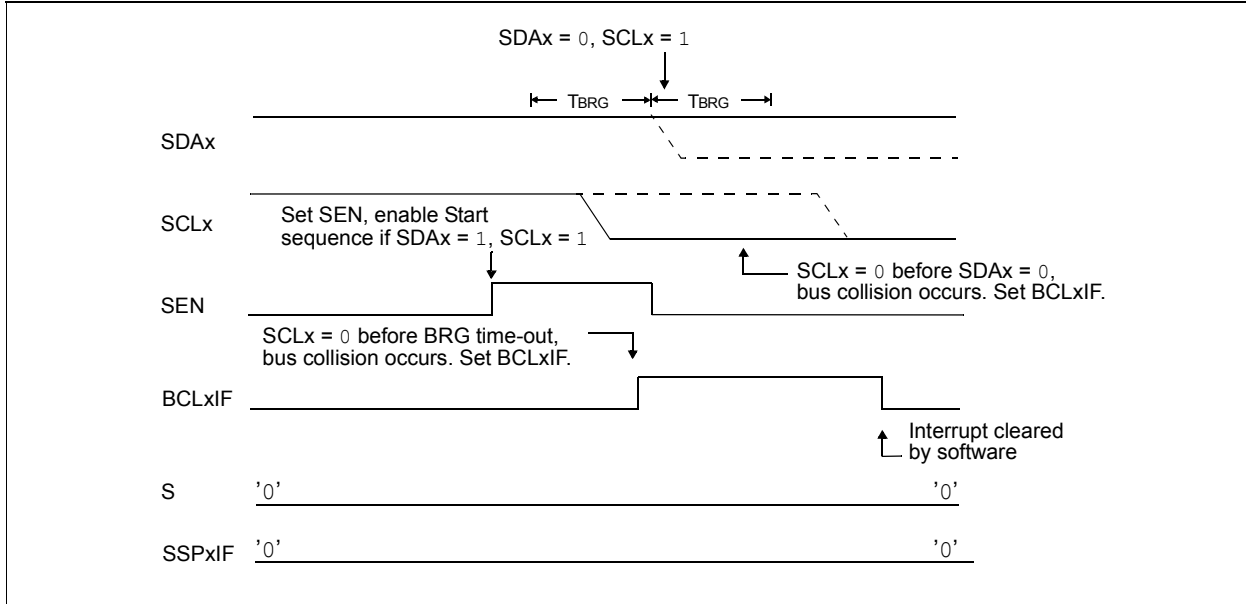 SDAx = 0, SCLx = 1
TBRG TBRG
SDAx
SCLx
Set SEN, enable Start
sequence if SDAx = 1, SCLx = 1
SCLx = 0 before SDAx = 0,
bus collision occurs. Set BCLxIF.
SEN
SCLx = 0 before BRG time-out,
bus collision occurs. Set BCLxIF.
BCLxIF
Interrupt cleared
by software
S '0' '0'
SSPxIF '0' '0'